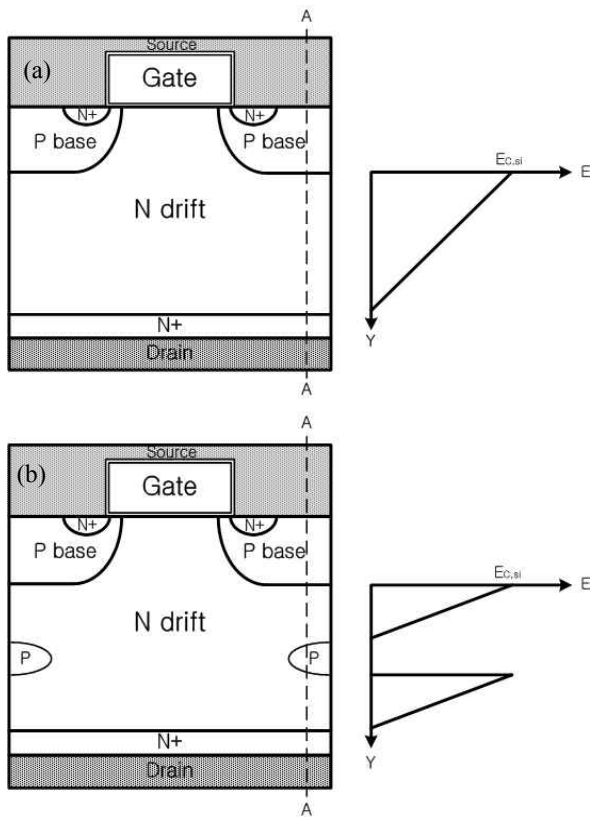 A
Source
(a)
Gate
N+
N+
P base
P base
Ec,si
E
N drift
N+
Y
Drain
A
A
Source
(b)
Gate
N+
N+
P base
P base
Ec,si
E
N drift
P
P
N+
Y
Drain
A